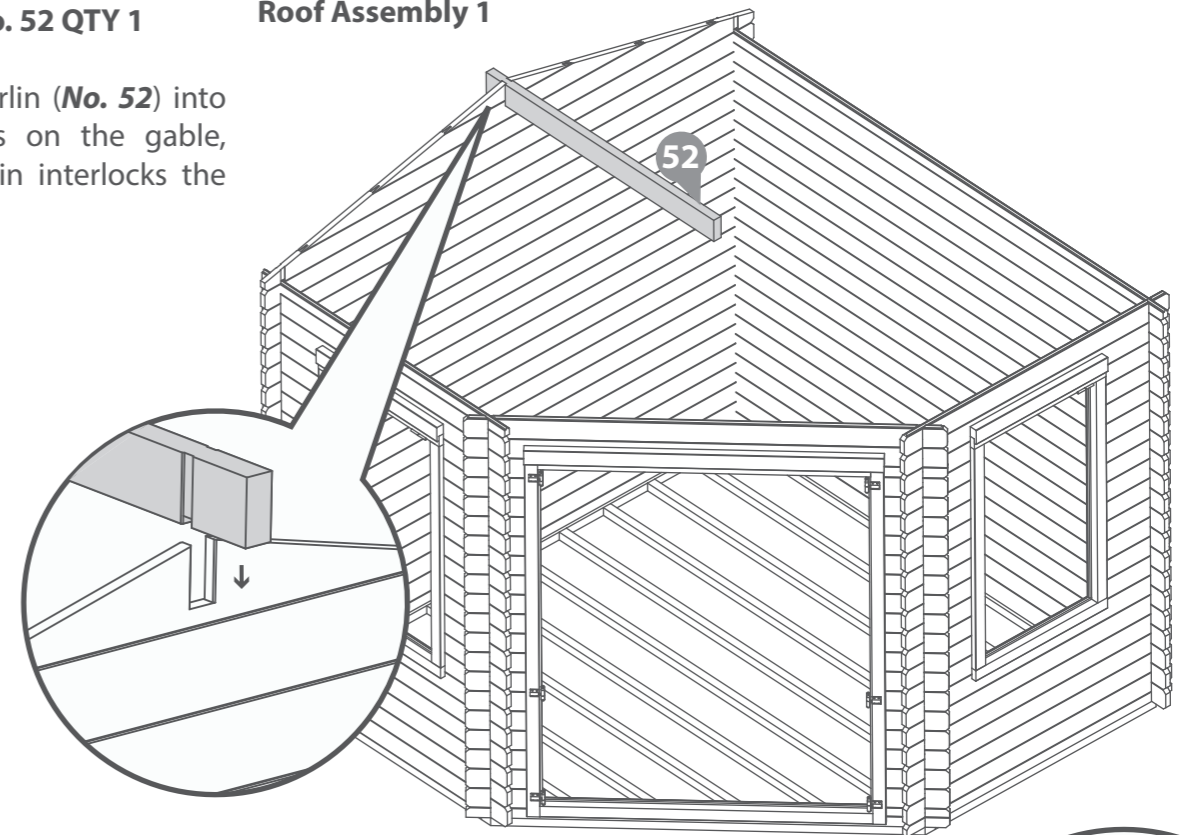 o. 52 QTY 1
Roof Assembly 1
rlin (No. 52) into
s on the gable,
in interlocks the
52